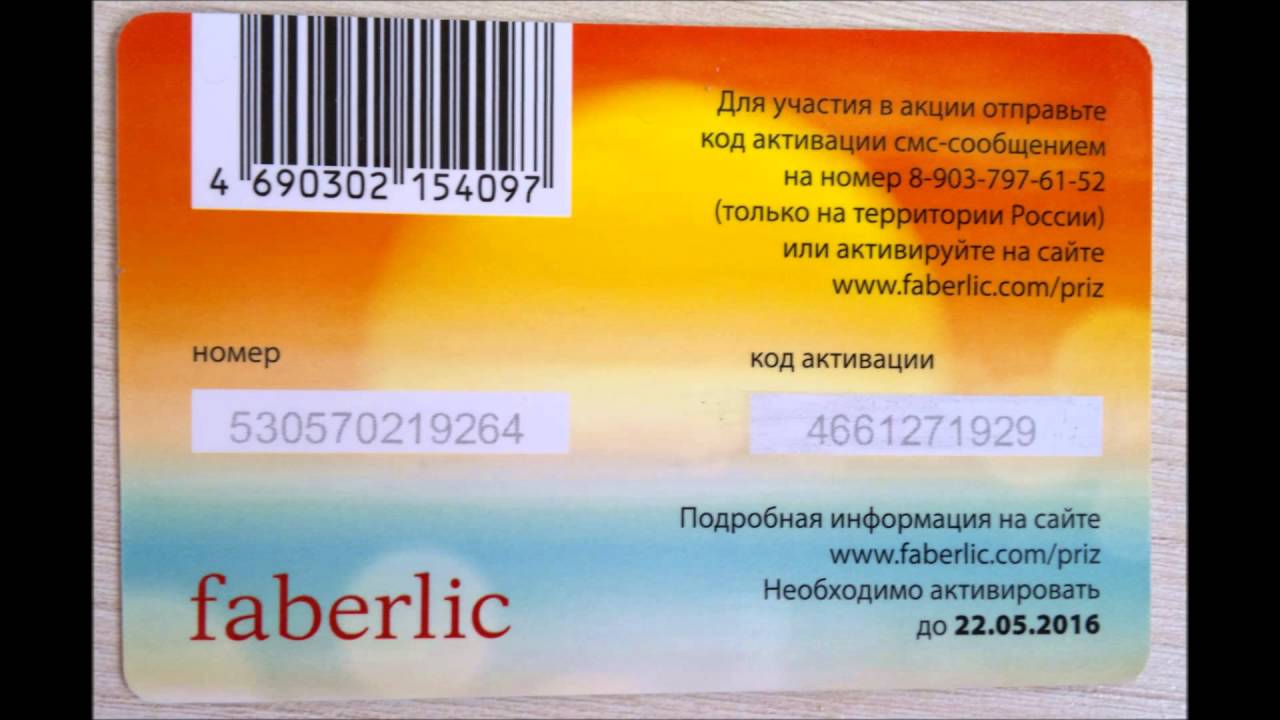 4 690302 154097
Для участия в акции отправьте
код активации смс-сообщением
на номер 8-903-797-61-52
(только на территории России)
или активируйте на сайте
www.faberlic.com/priz
номер
530570219264
код активации
4661271929
Подробная информация на сайте
www.faberlic.com/priz
Необходимо активировать
до 22.05.2016
faberlic